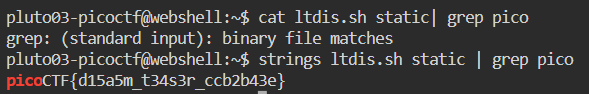 pluto03-picoctf@webshell:~$ cat ltdis.sh static| grep pico
grep: (standard input): binary file matches
pluto03-picoctf@webshell:~$ strings ltdis.sh static | grep pico
picoCTF{d15a5m_t34s3r_ccb2b43e}